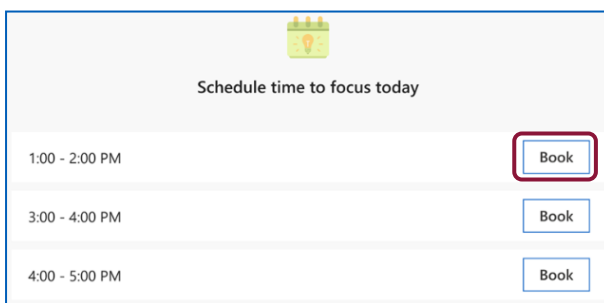 Schedule time to focus today
1:00 - 2:00 PM Book
3:00 - 4:00 PM Book
4:00 - 5:00 PM Book